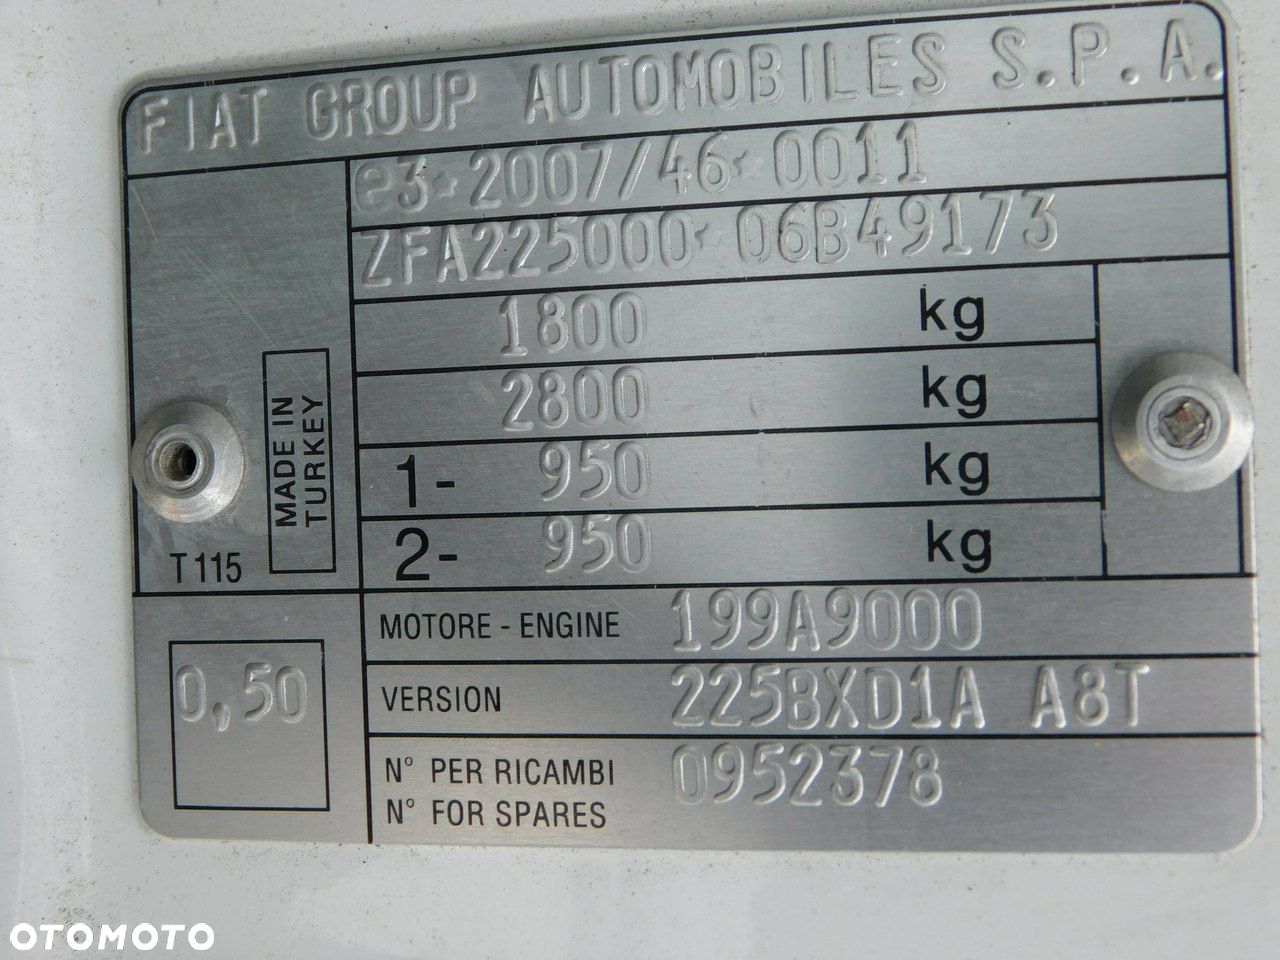 FIAT GROUP AUTOMOBILES S.P.A.
e3*2007/46*0011
ZFA225000*06B49173
1800 kg
2800 kg
1- 950 kg
2- 950 kg
MADE IN
TURKEY
T115
0,50
MOTORE - ENGINE 199A9000
VERSION 225BXD1A A8T
N° PER RICAMBI
N° FOR SPARES
0952378
OTOMOTO